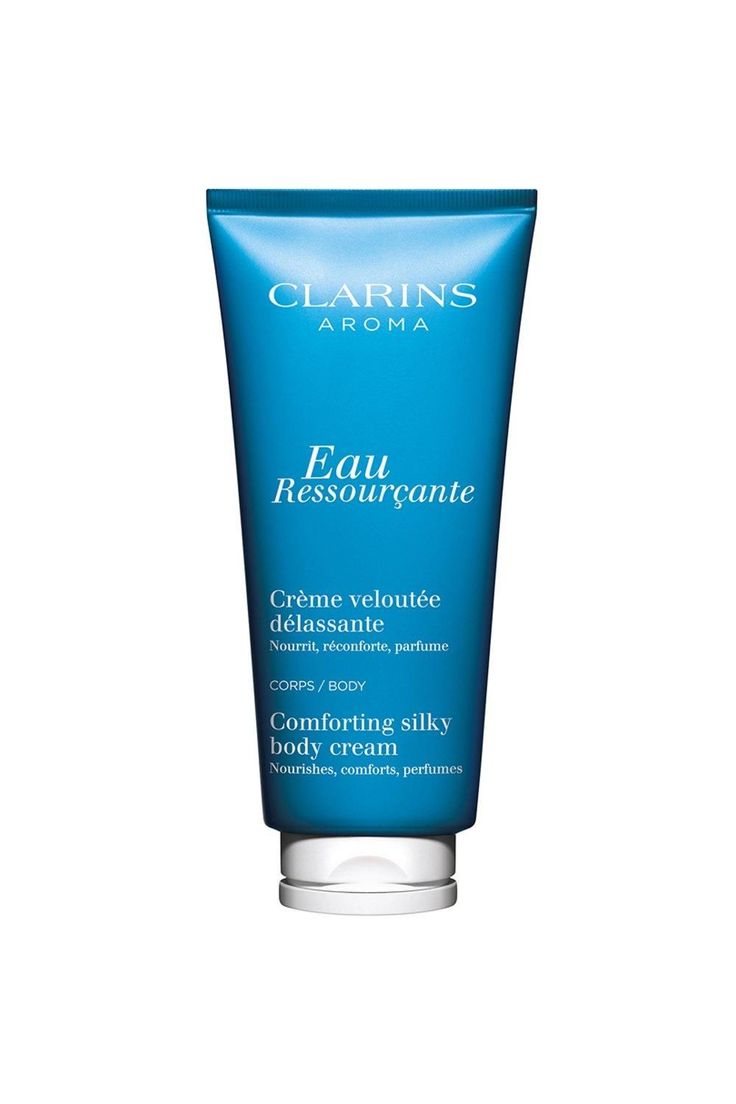 CLARINS
AROMA
Eau
Ressourçante
Crème veloutée
délassante
Nourrit, réconforte, parfume
CORPS / BODY
Comforting silky
body cream
Nourishes, comforts, perfumes